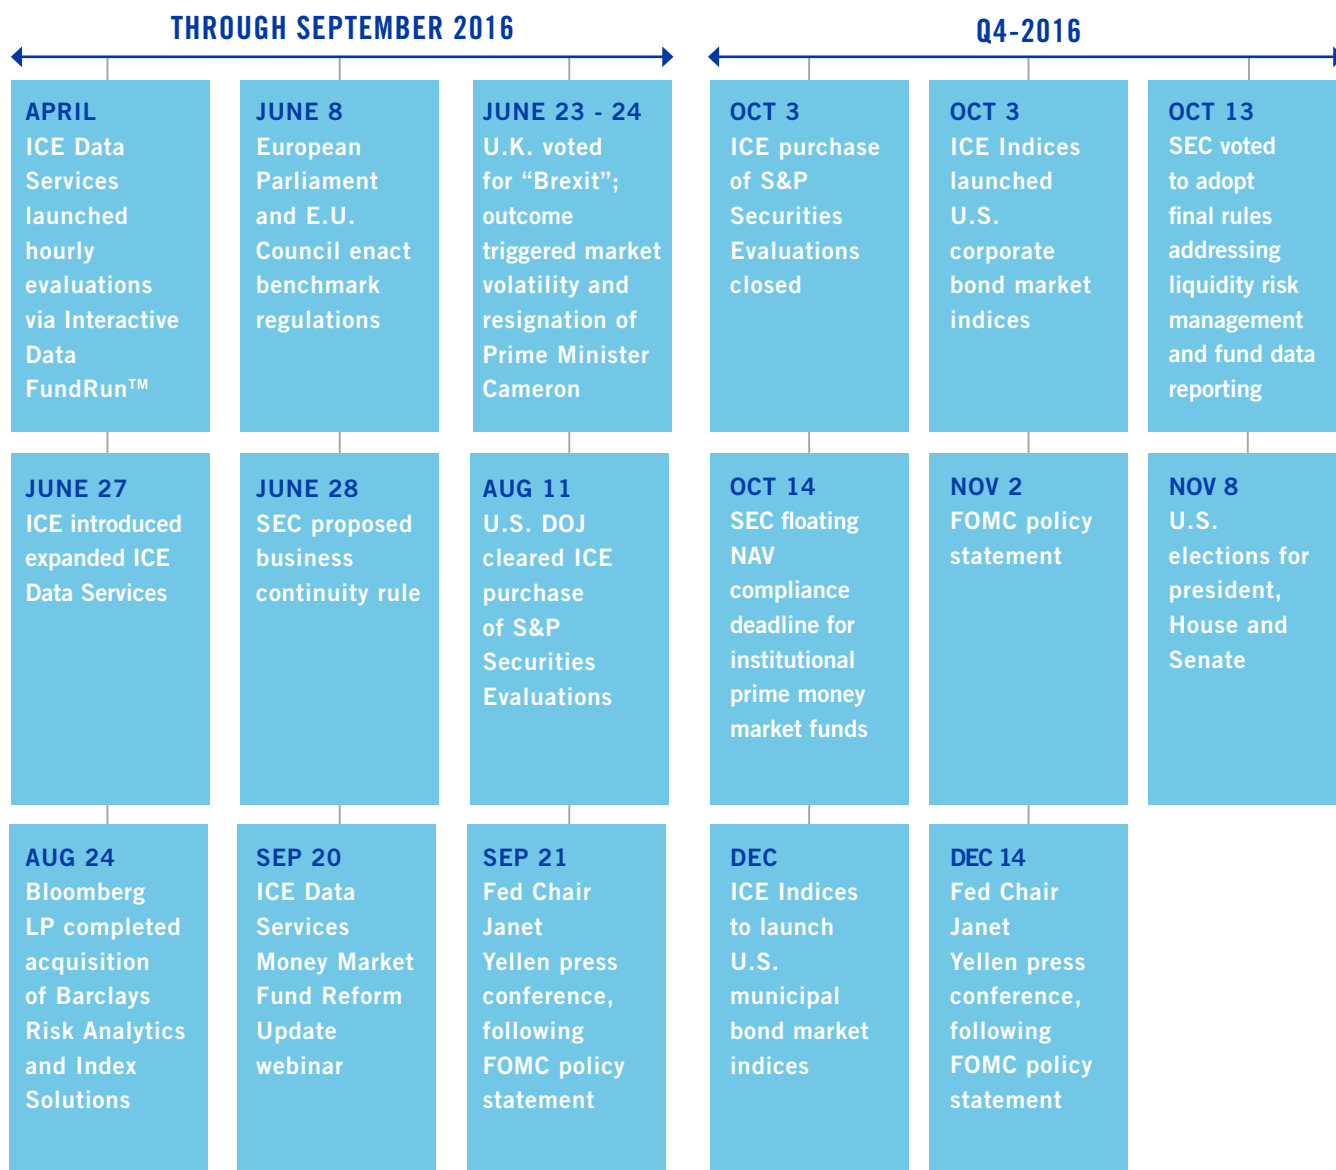 THROUGH SEPTEMBER 2016
Q4-2016
APRIL
ICE Data
Services
launched
hourly
evaluations
via Interactive
Data
FundRun™
JUNE 8
European
Parliament
and E.U.
Council enact
benchmark
regulations
JUNE 23 - 24
U.K. voted
for “Brexit”;
outcome
triggered market
volatility and
resignation of
Prime Minister
Cameron
OCT 3
ICE purchase
of S&P
Securities
Evaluations
closed
OCT 3
ICE Indices
launched
U.S.
corporate
bond market
indices
OCT 13
SEC voted
to adopt
final rules
addressing
liquidity risk
management
and fund data
reporting
JUNE 27
ICE introduced
expanded ICE
Data Services
JUNE 28
SEC proposed
business
continuity rule
AUG 11
U.S. DOJ
cleared ICE
purchase
of S&P
Securities
Evaluations
OCT 14
SEC floating
NAV
compliance
deadline for
institutional
prime money
market funds
NOV 2
FOMC policy
statement
NOV 8
U.S.
elections for
president,
House and
Senate
AUG 24
Bloomberg
LP completed
acquisition
of Barclays
Risk Analytics
and Index
Solutions
SEP 20
ICE Data
Services
Money Market
Fund Reform
Update
webinar
SEP 21
Fed Chair
Janet
Yellen press
conference,
following
FOMC policy
statement
DEC
ICE Indices
to launch
U.S.
municipal
bond market
indices
DEC 14
Fed Chair
Janet
Yellen press
conference,
following
FOMC policy
statement